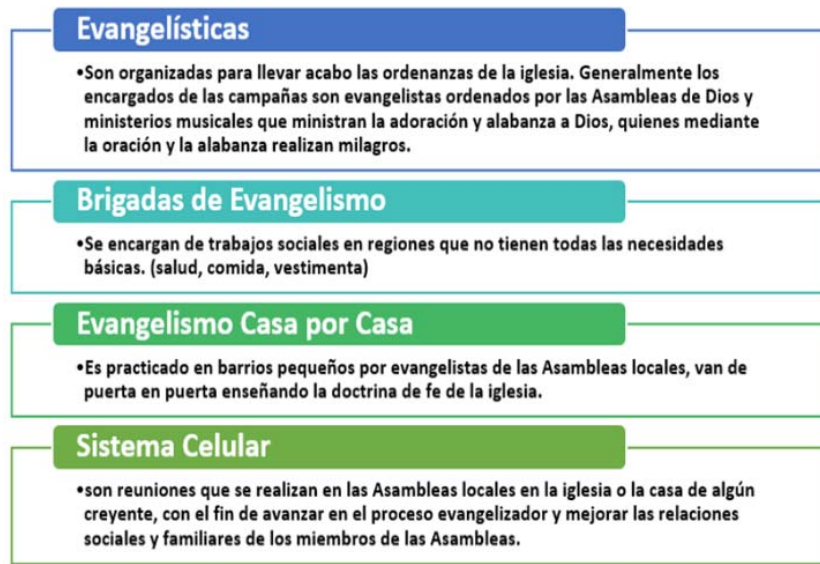 Evangelísticas
•Son organizadas para llevar acabo las ordenanzas de la iglesia. Generalmente los
encargados de las campañas son evangelistas ordenados por las Asambleas de Dios y
ministerios musicales que ministran la adoración y alabanza a Dios, quienes mediante
la oración y la alabanza realizan milagros.
Brigadas de Evangelismo
•Se encargan de trabajos sociales en regiones que no tienen todas las necesidades
básicas. (salud, comida, vestimenta)
Evangelismo Casa por Casa
•Es practicado en barrios pequeños por evangelistas de las Asambleas locales, van de
puerta en puerta enseñando la doctrina de fe de la iglesia.
Sistema Celular
•son reuniones que se realizan en las Asambleas locales en la iglesia o la casa de algún
creyente, con el fin de avanzar en el proceso evangelizador y mejorar las relaciones
sociales y familiares de los miembros de las Asambleas.